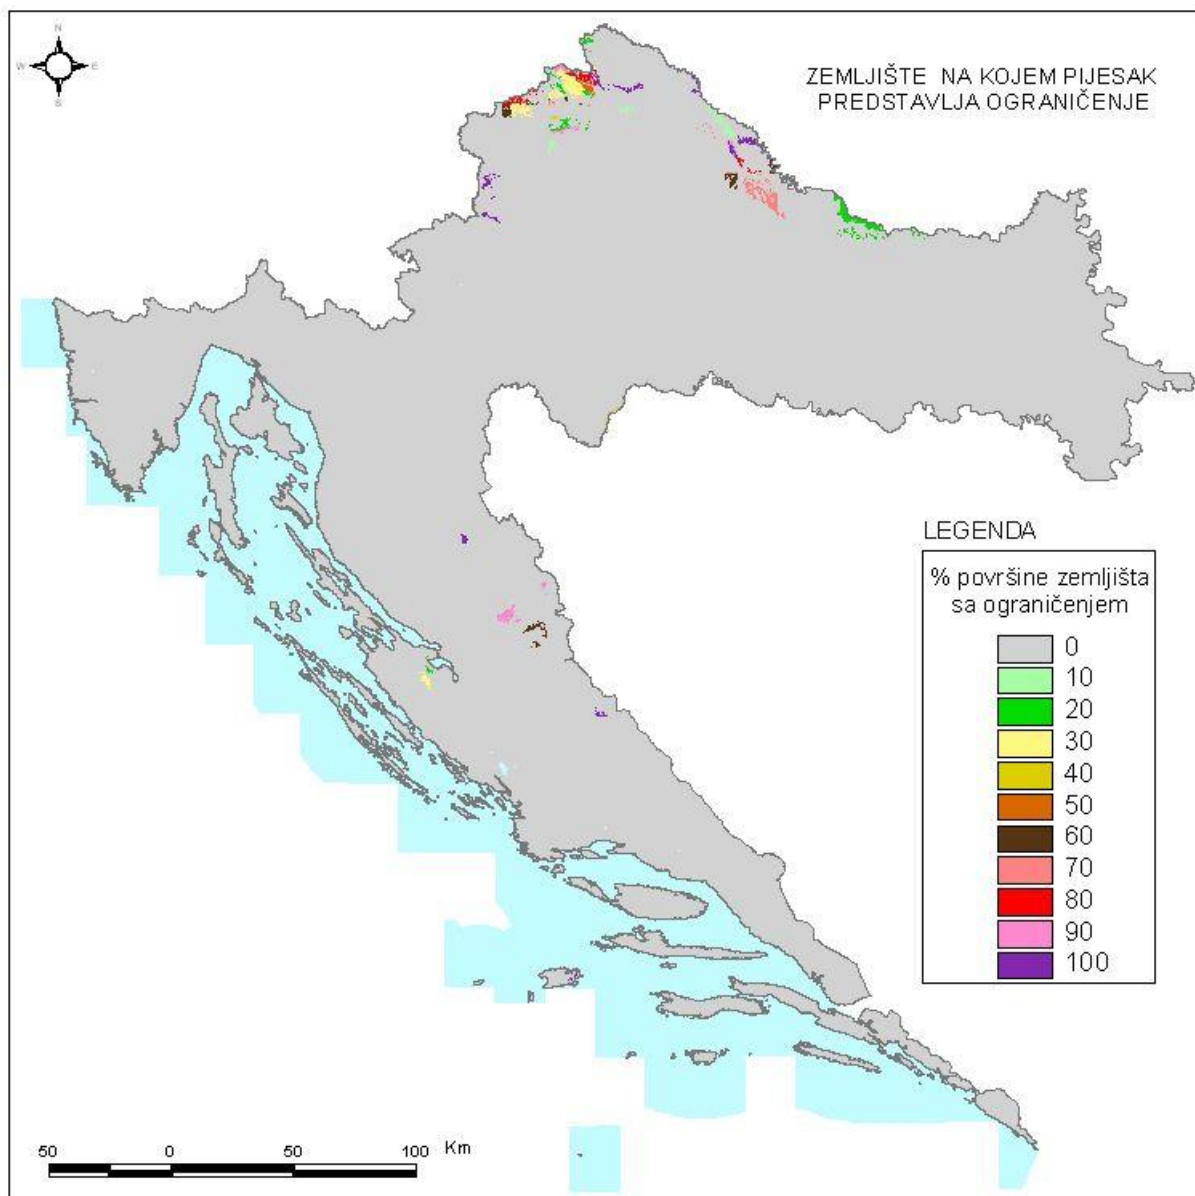 N
W E
S
ZEMLJIŠTE NA KOJEM PIJESAK
PREDSTAVLJA OGRANIČENJE
LEGENDA
% površine zemljišta
sa ograničenjem
0
10
20
30
40
50
60
70
80
90
100
50 0 50 100 Km